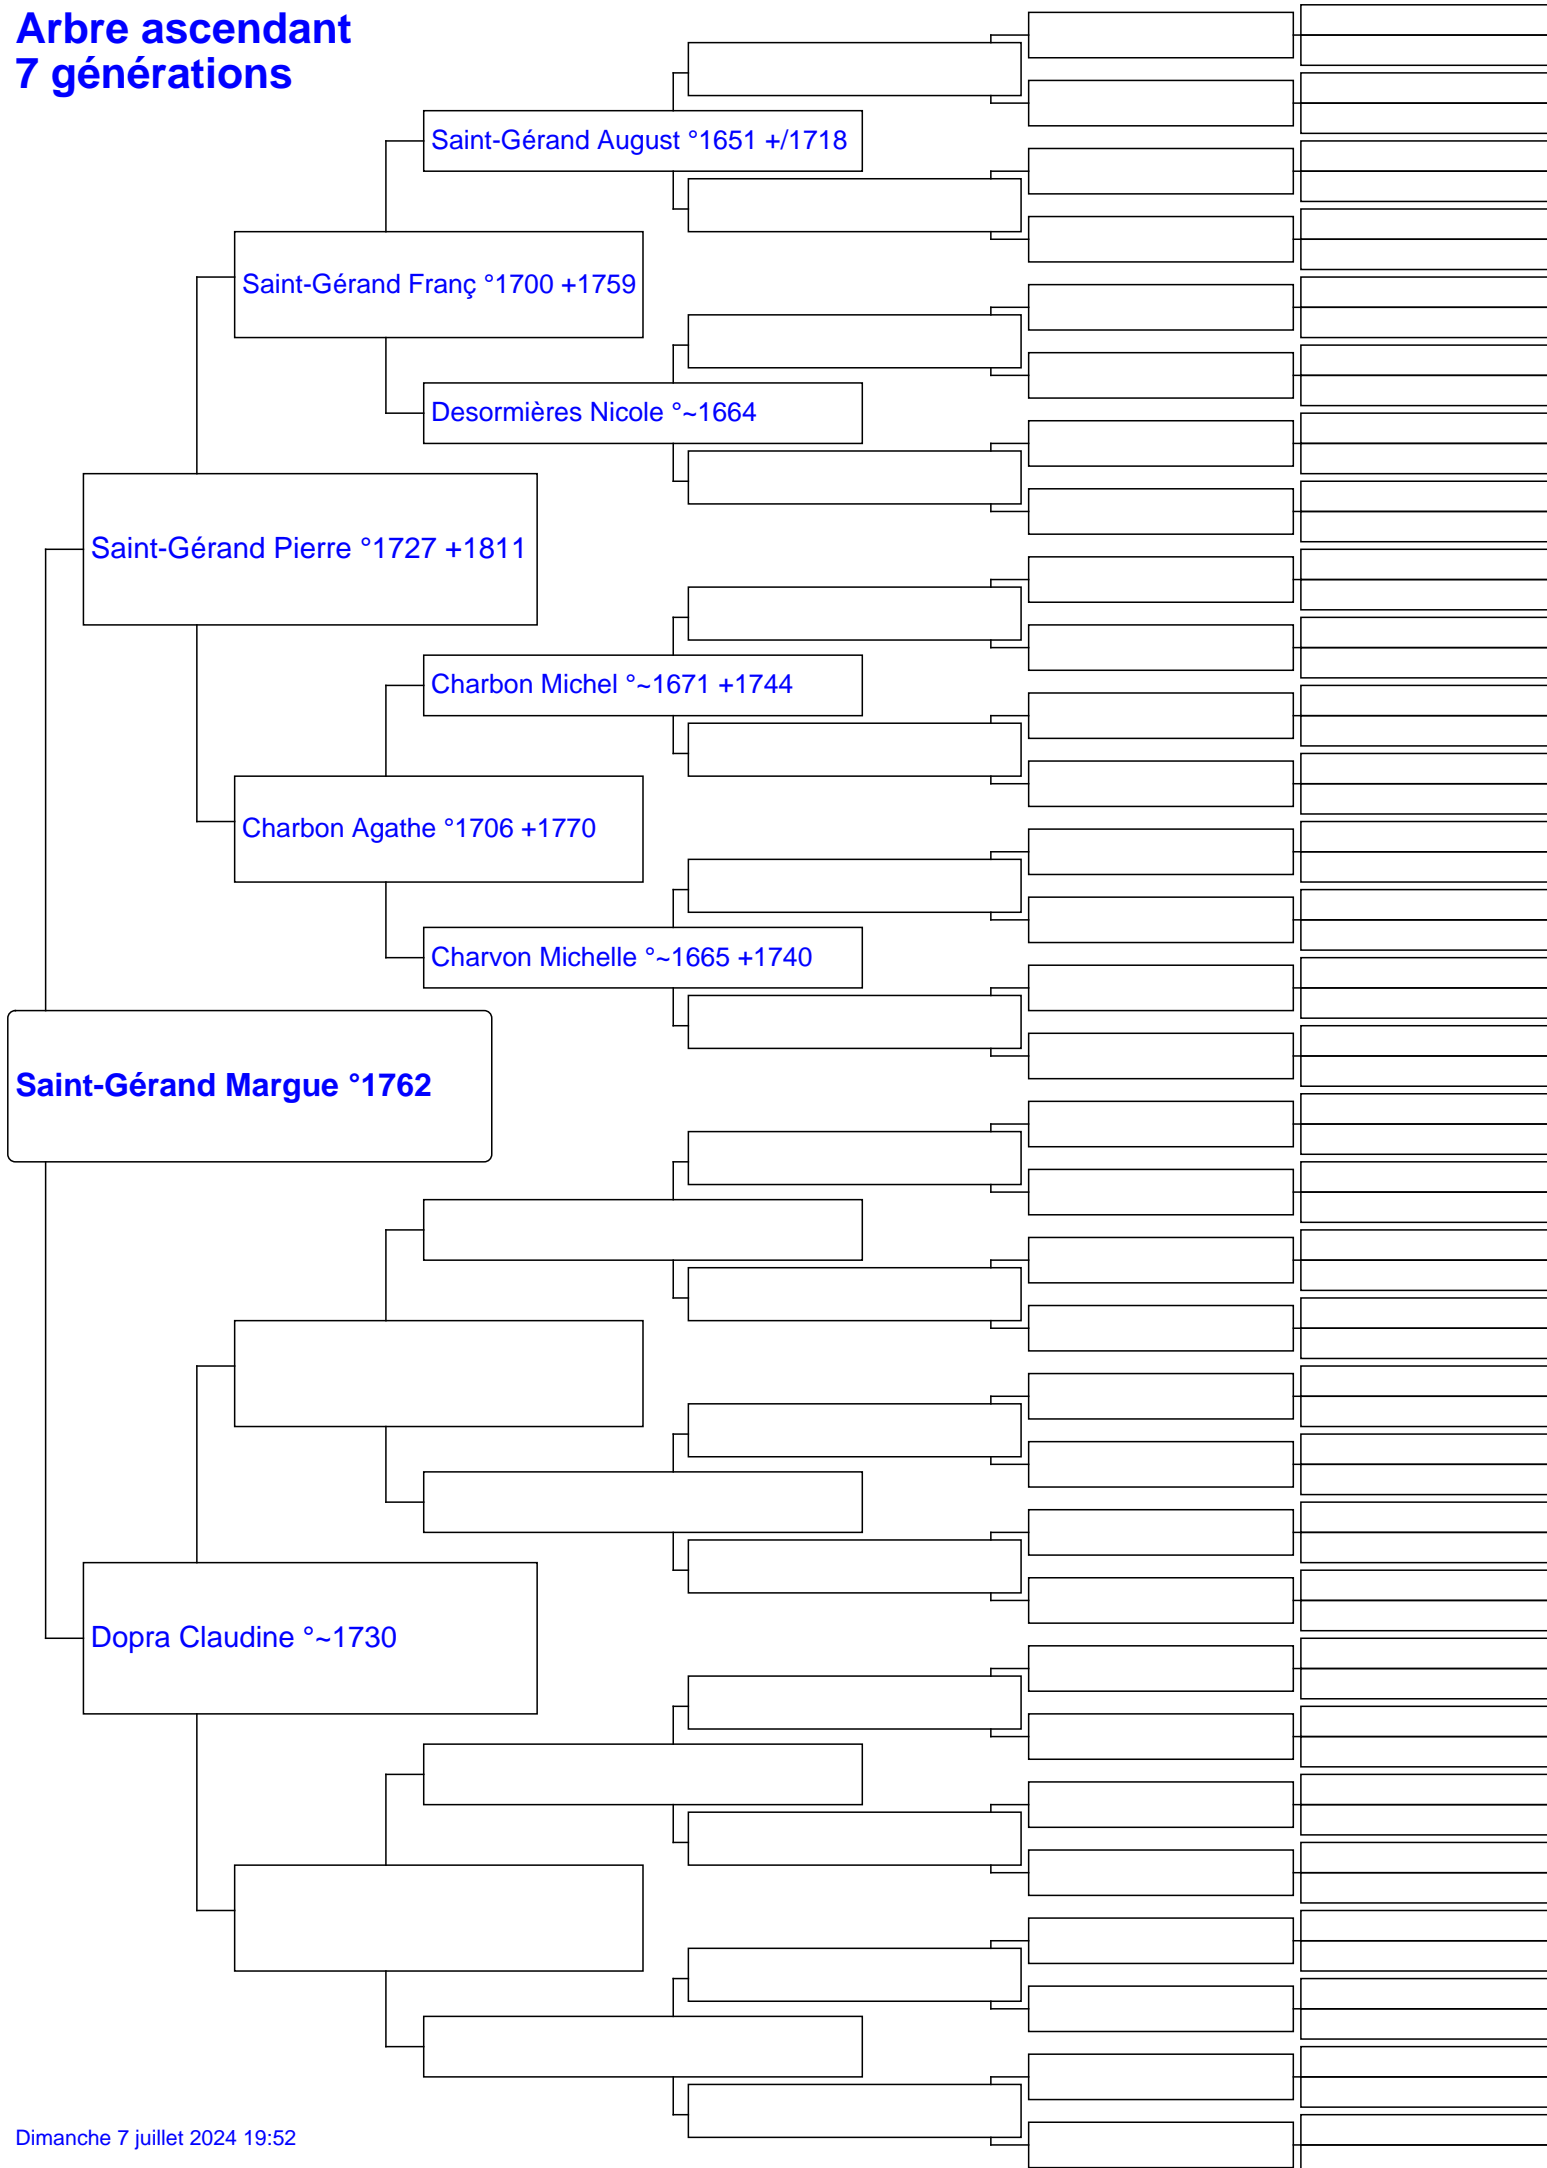 Arbre ascendant
7 générations
Saint-Gérand August °1651 +/1718
Saint-Gérand Franç °1700 +1759
Desormières Nicole °~1664
Saint-Gérand Pierre °1727 +1811
Charbon Michel °~1671 +1744
Charbon Agathe °1706 +1770
Charvon Michelle °~1665 +1740
Saint-Gérand Margue °1762
Dopra Claudine °~1730
Dimanche 7 juillet 2024 19:52